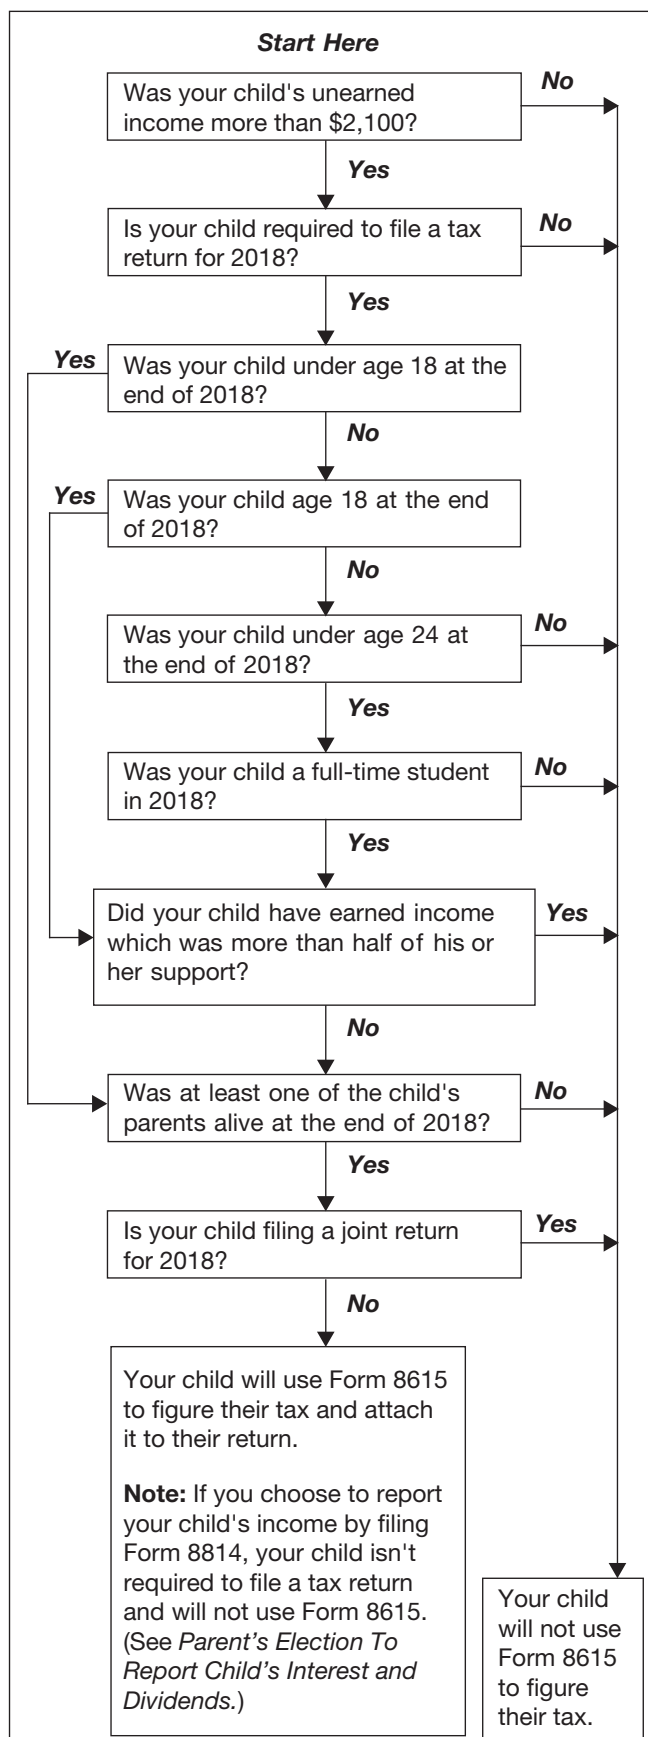 Start Here
Was your child's unearned
income more than $2,100?
No
Yes
Is your child required to file a tax
return for 2018?
No
Yes
Yes
Was your child under age 18 at the
end of 2018?
No
Yes
Was your child age 18 at the end
of 2018?
No
Was your child under age 24 at
the end of 2018?
No
Yes
Was your child a full-time student
in 2018?
No
Yes
Did your child have earned income
which was more than half of his or
her support?
Yes
No
Was at least one of the child's
parents alive at the end of 2018?
No
Yes
Is your child filing a joint return
for 2018?
Yes
No
Your child will use Form 8615
to figure their tax and attach
it to their return.
Note: If you choose to report
your child's income by filing
Form 8814, your child isn't
required to file a tax return
and will not use Form 8615.
(See Parent's Election To
Report Child's Interest and
Dividends.)
Your child
will not use
Form 8615
to figure
their tax.